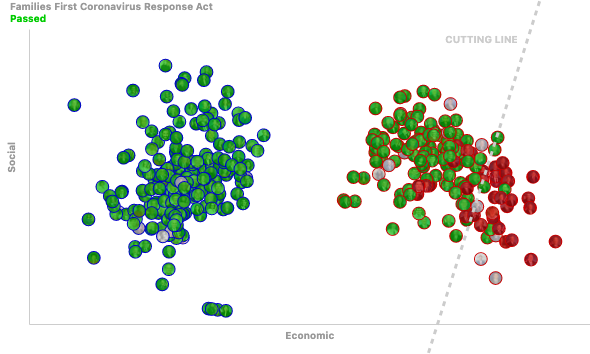 Families First Coronavirus Response Act
Passed
CUTTING LINE
Social
Economic